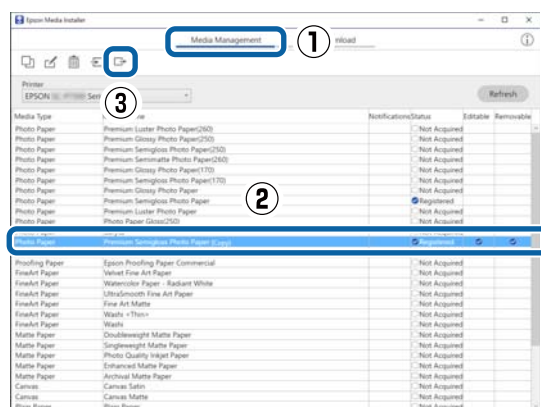 Epson Media Installer
Media Management
nload
①
③
Printer
EPSON Seri
Refresh
Media Type Notifications Status Editable Removable
Photo Paper Premium Luster Photo Paper(260) Not Acquired
Photo Paper Premium Glossy Photo Paper(250) Not Acquired
Photo Paper Premium Semigloss Photo Paper(250) Not Acquired
Photo Paper Premium Semimatte Photo Paper(260) Not Acquired
Photo Paper Premium Glossy Photo Paper(170) Not Acquired
Photo Paper Premium Semigloss Photo Paper(170) Not Acquired
Photo Paper Premium Glossy Photo Paper Not Acquired
Photo Paper Premium Semigloss Photo Paper Registered
Photo Paper Premium Luster Photo Paper Not Acquired
Photo Paper Photo Paper Gloss(250) Not Acquired
②
Photo Paper Premium Semigloss Photo Paper (Copy) Registered
Proofing Paper Epson Proofing Paper Commercial Not Acquired
FineArt Paper Velvet Fine Art Paper Not Acquired
FineArt Paper Watercolor Paper - Radiant White Not Acquired
FineArt Paper UltraSmooth Fine Art Paper Not Acquired
FineArt Paper Fine Art Matte Not Acquired
FineArt Paper Washi <Thin> Not Acquired
FineArt Paper Washi Not Acquired
Matte Paper Doubleweight Matte Paper Not Acquired
Matte Paper Singleweight Matte Paper Not Acquired
Matte Paper Photo Quality Inkjet Paper Not Acquired
Matte Paper Enhanced Matte Paper Not Acquired
Matte Paper Archival Matte Paper Not Acquired
Canvas Canvas Satin Not Acquired
Canvas Canvas Matte Not Acquired
Plain Paper Plain Paper Not Acquired